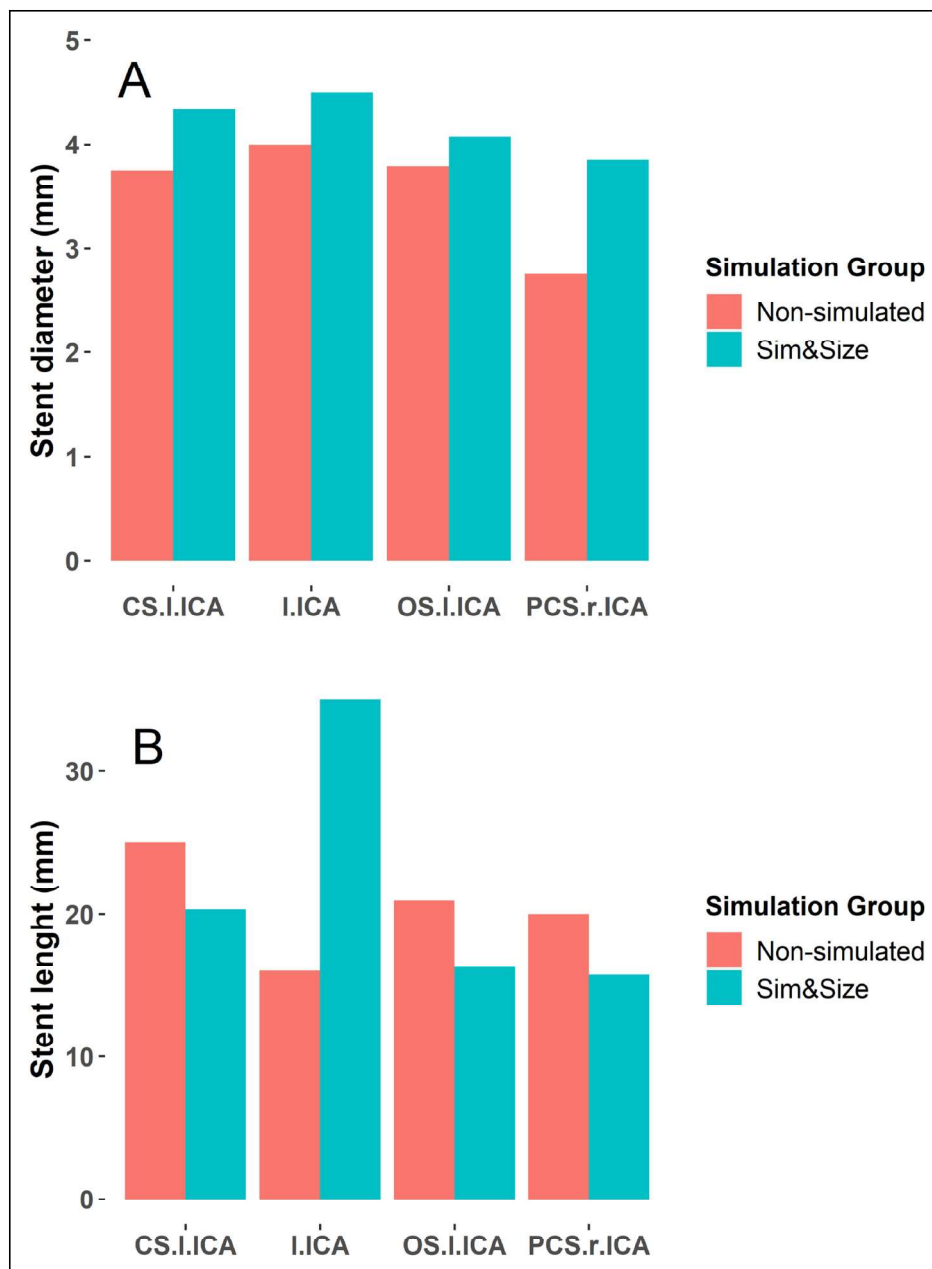 A
5
4
3
2
1
0
Stent diameter (mm)
CS.l.ICA
l.ICA
OS.l.ICA
PCS.r.ICA
Simulation Group
Non-simulated
Sim&Size
B
30
20
10
0
Stent lenght (mm)
CS.l.ICA
l.ICA
OS.l.ICA
PCS.r.ICA
Simulation Group
Non-simulated
Sim&Size